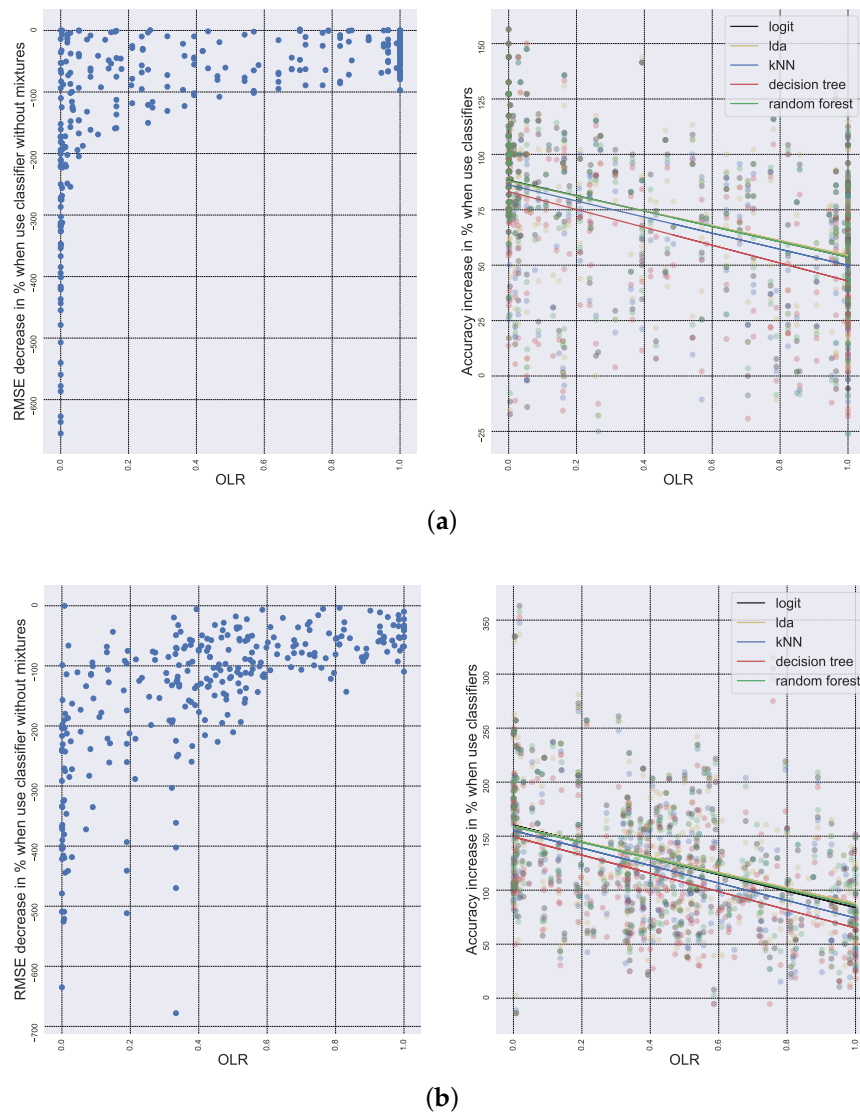 RMSE decrease in % when use classifier without mixtures
0
-100
-200
-300
-400
-500
-600
0.0
0.2
0.4
0.6
0.8
1.0
OLR
Accuracy increase in % when use classifiers
150
125
100
75
50
25
0
-25
logit
lda
kNN
decision tree
random forest
0.0
0.2
0.4
0.6
0.8
1.0
OLR
(a)
RMSE decrease in % when use classifier without mixtures
0
-100
-200
-300
-400
-500
-600
-700
0.0
0.2
0.4
0.6
0.8
1.0
OLR
Accuracy increase in % when use classifiers
350
300
250
200
150
100
50
0
logit
lda
kNN
decision tree
random forest
0.0
0.2
0.4
0.6
0.8
1.0
OLR
(b)